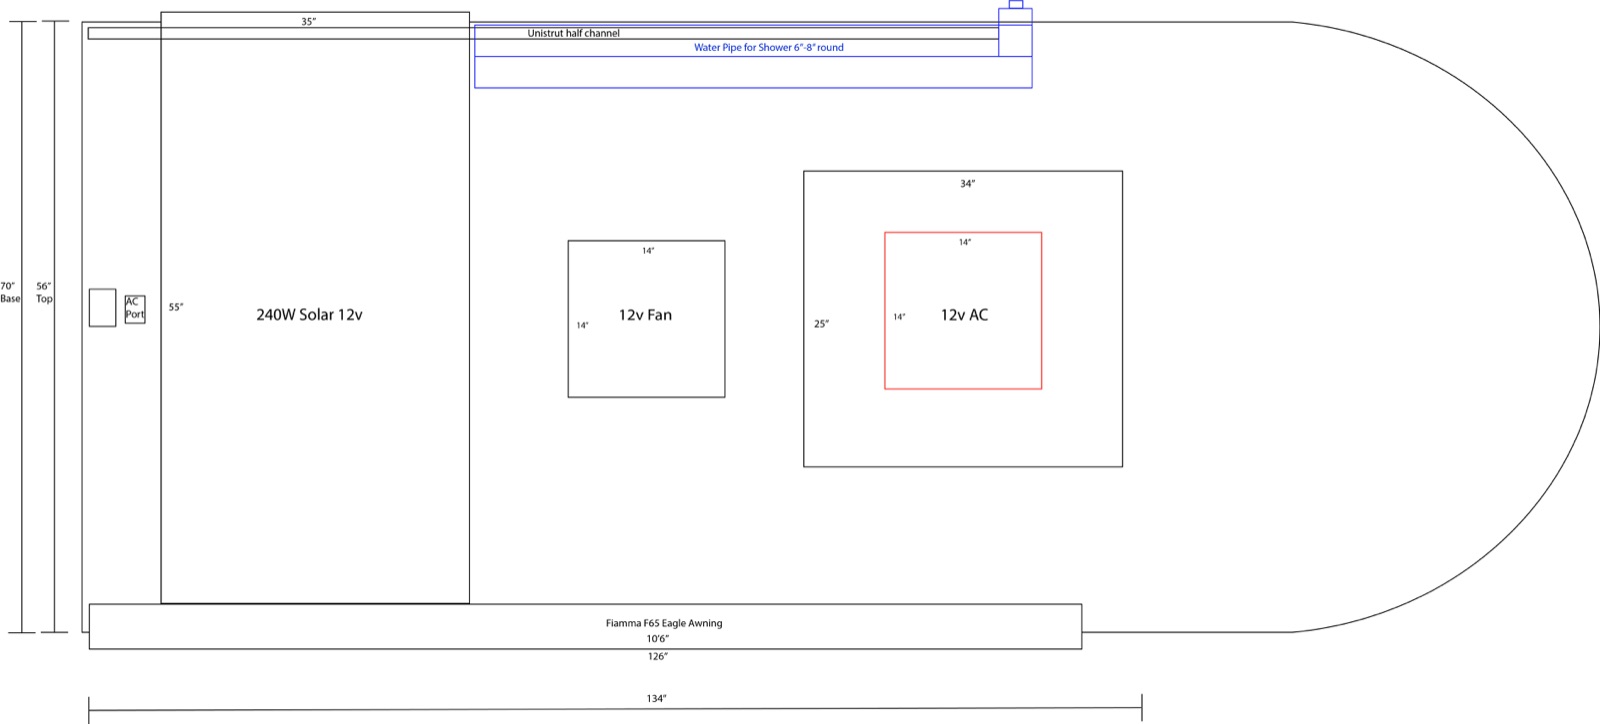 35”
Unistrut half channel
Water Pipe for Shower 6”-8” round
34”
14”
14”
70”
Base
56”
Top
AC
Port
55”
240W Solar 12v
14”
12v Fan
25”
14”
12v AC
Fiamma F65 Eagle Awning
10’6”
126”
134”